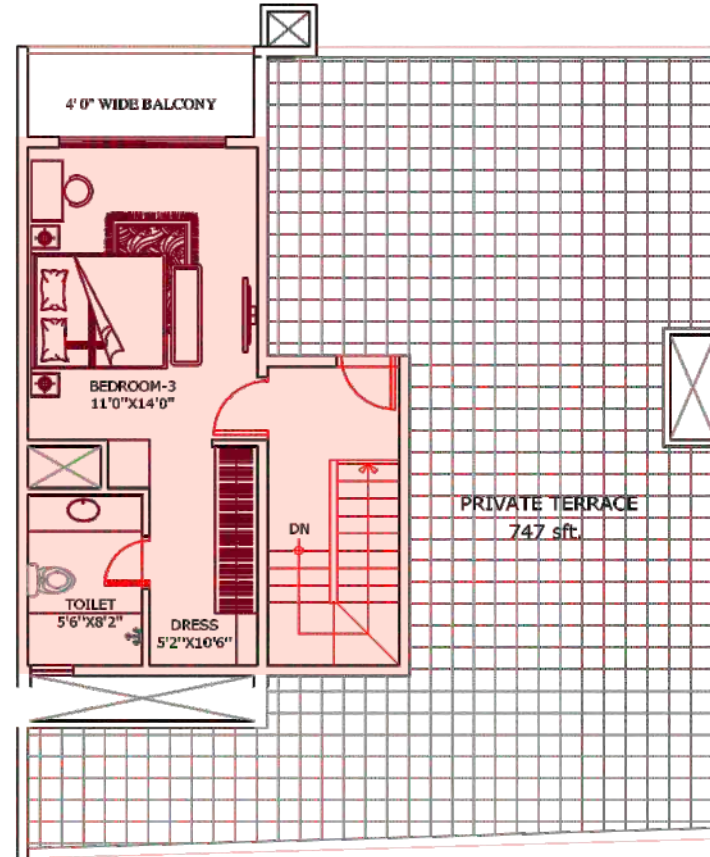 4' 0" WIDE BALCONY
BEDROOM-3
11'0"X14'0"
PRIVATE TERRACE
747 sft.
DN
TOILET
5'6"X8'2"
DRESS
5'2"X10'6"